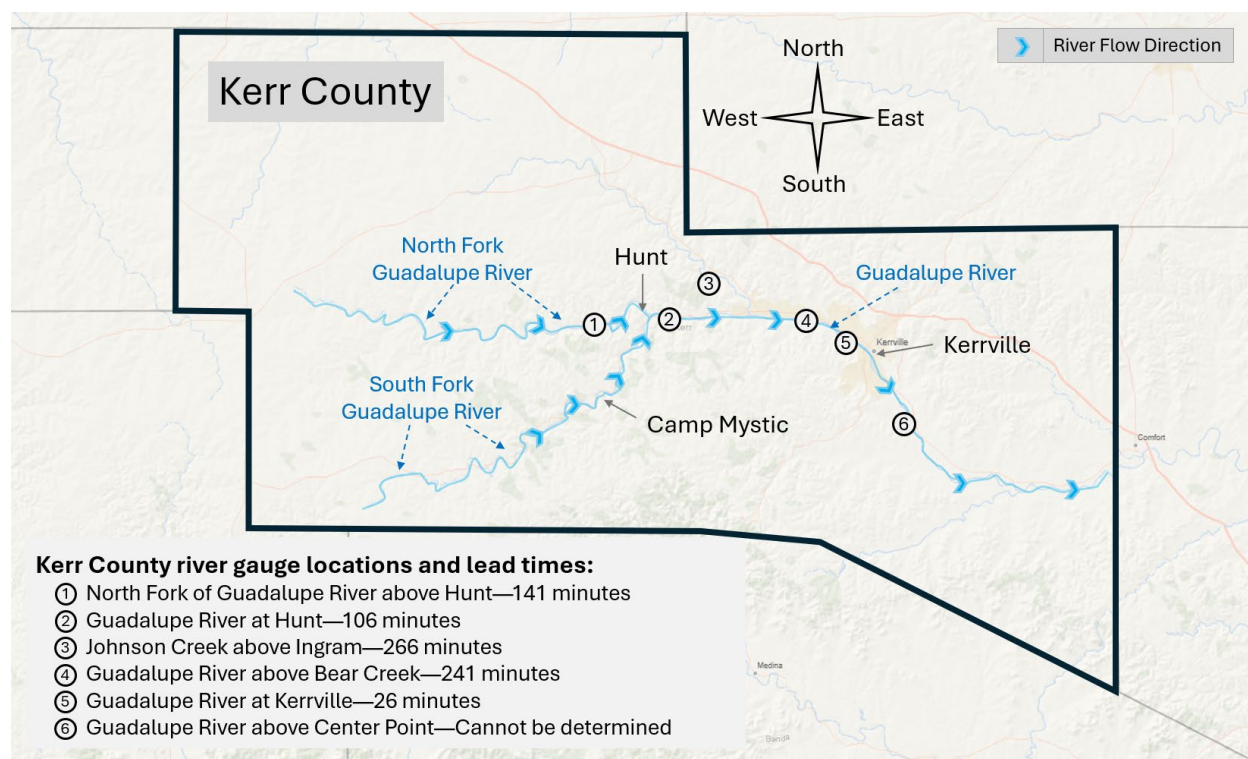 Kerr County
North
West
East
South
River Flow Direction
North Fork
Guadalupe River
Hunt
Guadalupe River
Kerrville
Kerrville
South Fork
Guadalupe River
Camp Mystic
Comfort
Medina
1
2
3
4
5
6
Kerr County river gauge locations and lead times:
1 North Fork of Guadalupe River above Hunt—141 minutes
2 Guadalupe River at Hunt—106 minutes
3 Johnson Creek above Ingram—266 minutes
4 Guadalupe River above Bear Creek—241 minutes
5 Guadalupe River at Kerrville—26 minutes
6 Guadalupe River above Center Point—Cannot be determined